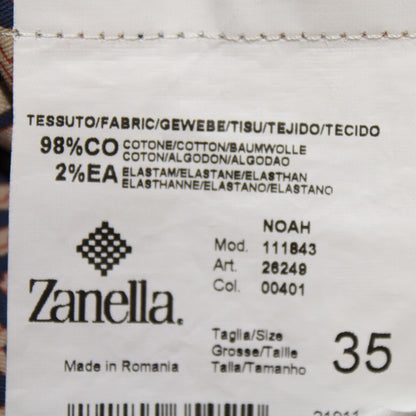 TESSUTO/FABRIC/GEWEBE/TISU/TEJIDO/TECIDO
98%CO COTONE/COTTON/BAUMWOLLE
COTON/ALGODON/ALGODAO
2%EA ELASTAM/ELASTANE/ELASTHAN
ELASTHANNE/ELASTANO/ELASTANO
NOAH
Mod. 111843
Art. 26249
Col. 00401
Zanella.
Taglia/Size
Grosse/Taille
Talla/Tamanho
35
Made in Romania